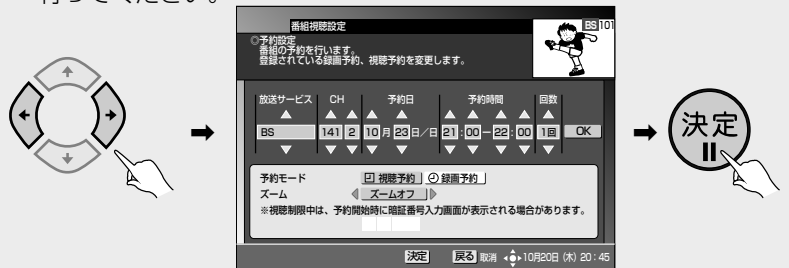 行ってください。
番組視聴設定
BS 101
◎予約設定
番組の予約を行います。
登録されている録画予約、視聴予約を変更します。
放送サービス CH 予約日 予約時間 回数
BS 141 2 10月23日/日 21:00-22:00 1回 OK
予約モード 視聴予約 録画予約
ズーム ズームオフ
※視聴制限中は、予約開始時に暗証番号入力画面が表示される場合があります。
決定 戻る 取消 10月20日(木)20:45
決定